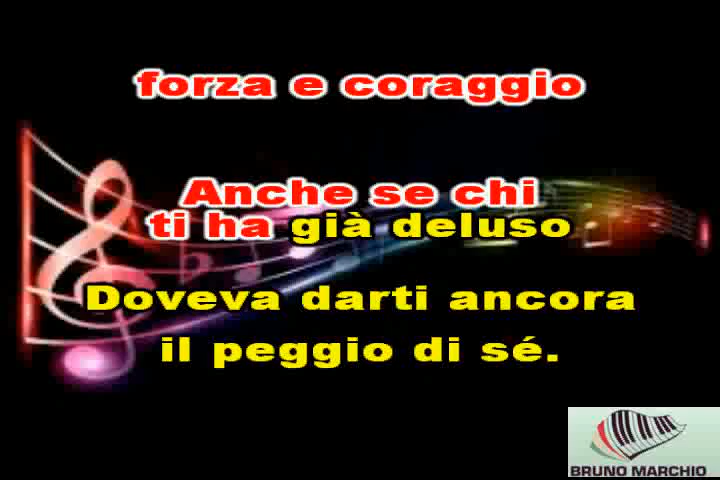 forza e coraggio
Anche se chi
ti ha già deluso
Doveva darti ancora
il peggio di sé.
BRUNO MARCHIO